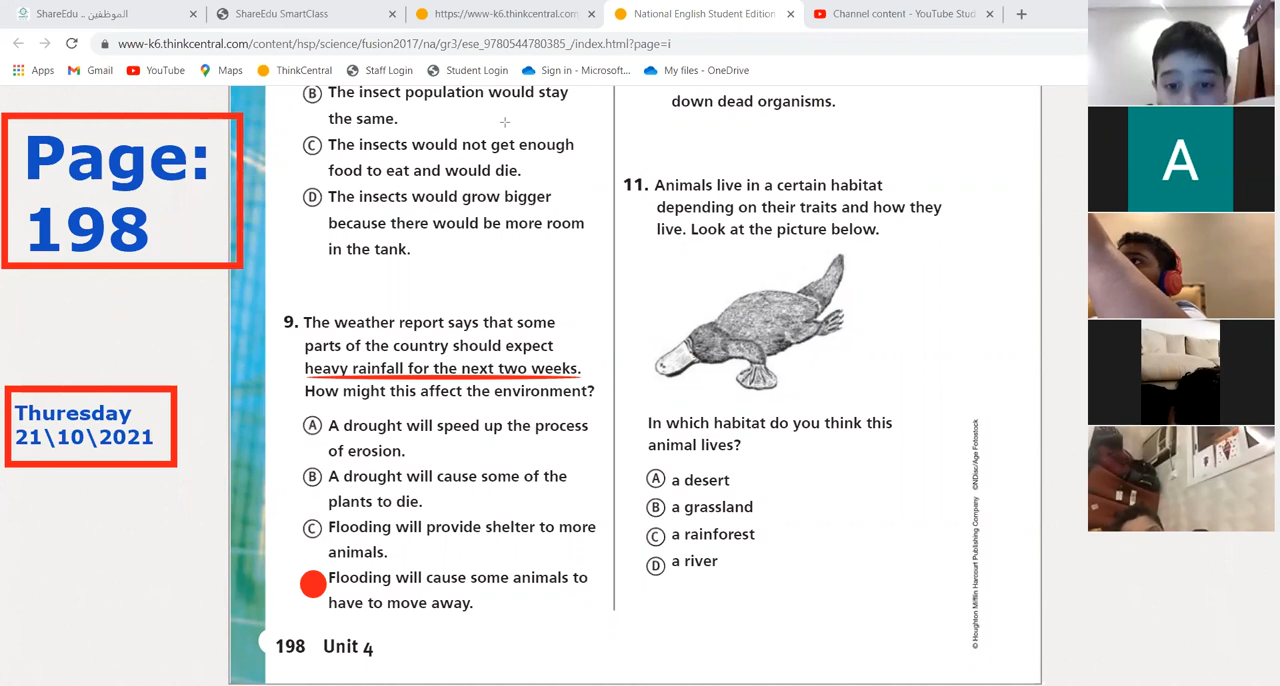 الموظفين .. ShareEdu
ShareEdu SmartClass
https://www-k6.thinkcentral.com
National English Student Edition
Channel content - YouTube Stud
www-k6.thinkcentral.com/content/hsp/science/fusion2017/na/gr3/ese_9780544780385_/index.html?page=i
Apps
Gmail
YouTube
Maps
ThinkCentral
Staff Login
Student Login
Sign in - Microsoft...
My files - OneDrive
Page:
198
Thuresday
21\10\2021
B The insect population would stay
the same.
C The insects would not get enough
food to eat and would die.
D The insects would grow bigger
because there would be more room
in the tank.
9. The weather report says that some
parts of the country should expect
heavy rainfall for the next two weeks.
How might this affect the environment?
A A drought will speed up the process
of erosion.
B A drought will cause some of the
plants to die.
C Flooding will provide shelter to more
animals.
Flooding will cause some animals to
have to move away.
198 Unit 4
down dead organisms.
11. Animals live in a certain habitat
depending on their traits and how they
live. Look at the picture below.
In which habitat do you think this
animal lives?
A a desert
B a grassland
C a rainforest
D a river
© Houghton Mifflin Harcourt Publishing Company ©NDisc/Age Fotostock
A